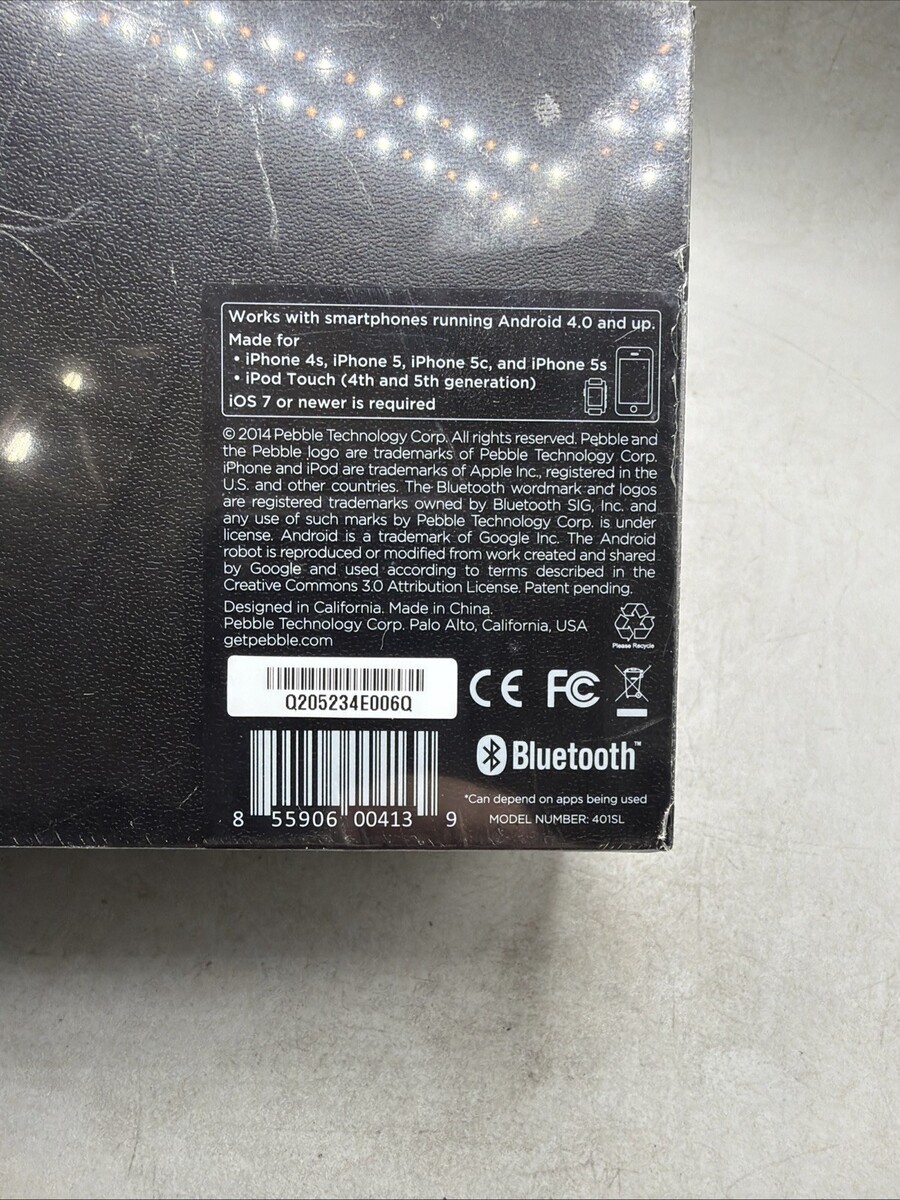 Works with smartphones running Android 4.0 and up.
Made for
• iPhone 4s, iPhone 5, iPhone 5c, and iPhone 5s
• iPod Touch (4th and 5th generation)
iOS 7 or newer is required
© 2014 Pebble Technology Corp. All rights reserved. Pebble and
the Pebble logo are trademarks of Pebble Technology Corp.
iPhone and iPod are trademarks of Apple Inc., registered in the
U.S. and other countries. The Bluetooth wordmark and logos
are registered trademarks owned by Bluetooth SIG, Inc. and
any use of such marks by Pebble Technology Corp. is under
license. Android is a trademark of Google Inc. The Android
robot is reproduced or modified from work created and shared
by Google and used according to terms described in the
Creative Commons 3.0 Attribution License. Patent pending.
Designed in California. Made in China.
Pebble Technology Corp. Palo Alto, California, USA
getpebble.com
Please Recycle
Q205234E006Q
CE FC
Bluetooth™
8 55906 00413 9
*Can depend on apps being used
MODEL NUMBER: 401SL